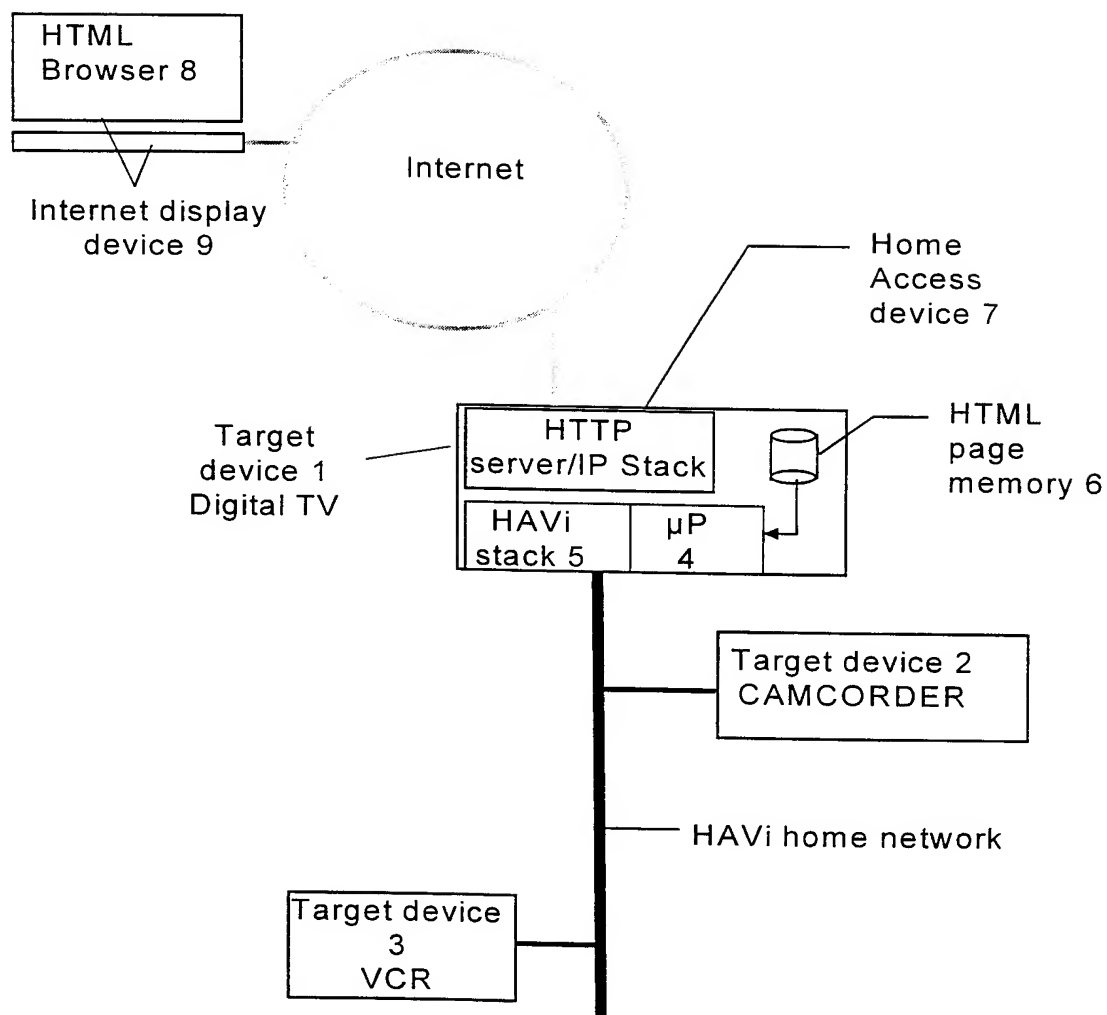 HTML
Browser 8
Internet
Internet display
device 9
Home
Access
device 7
Target
device 1
Digital TV
HTTP
server/IP Stack
HTML
page
memory 6
HAVi
stack 5
µP
4
Target device 2
CAMCORDER
HAVi home network
Target device
3
VCR